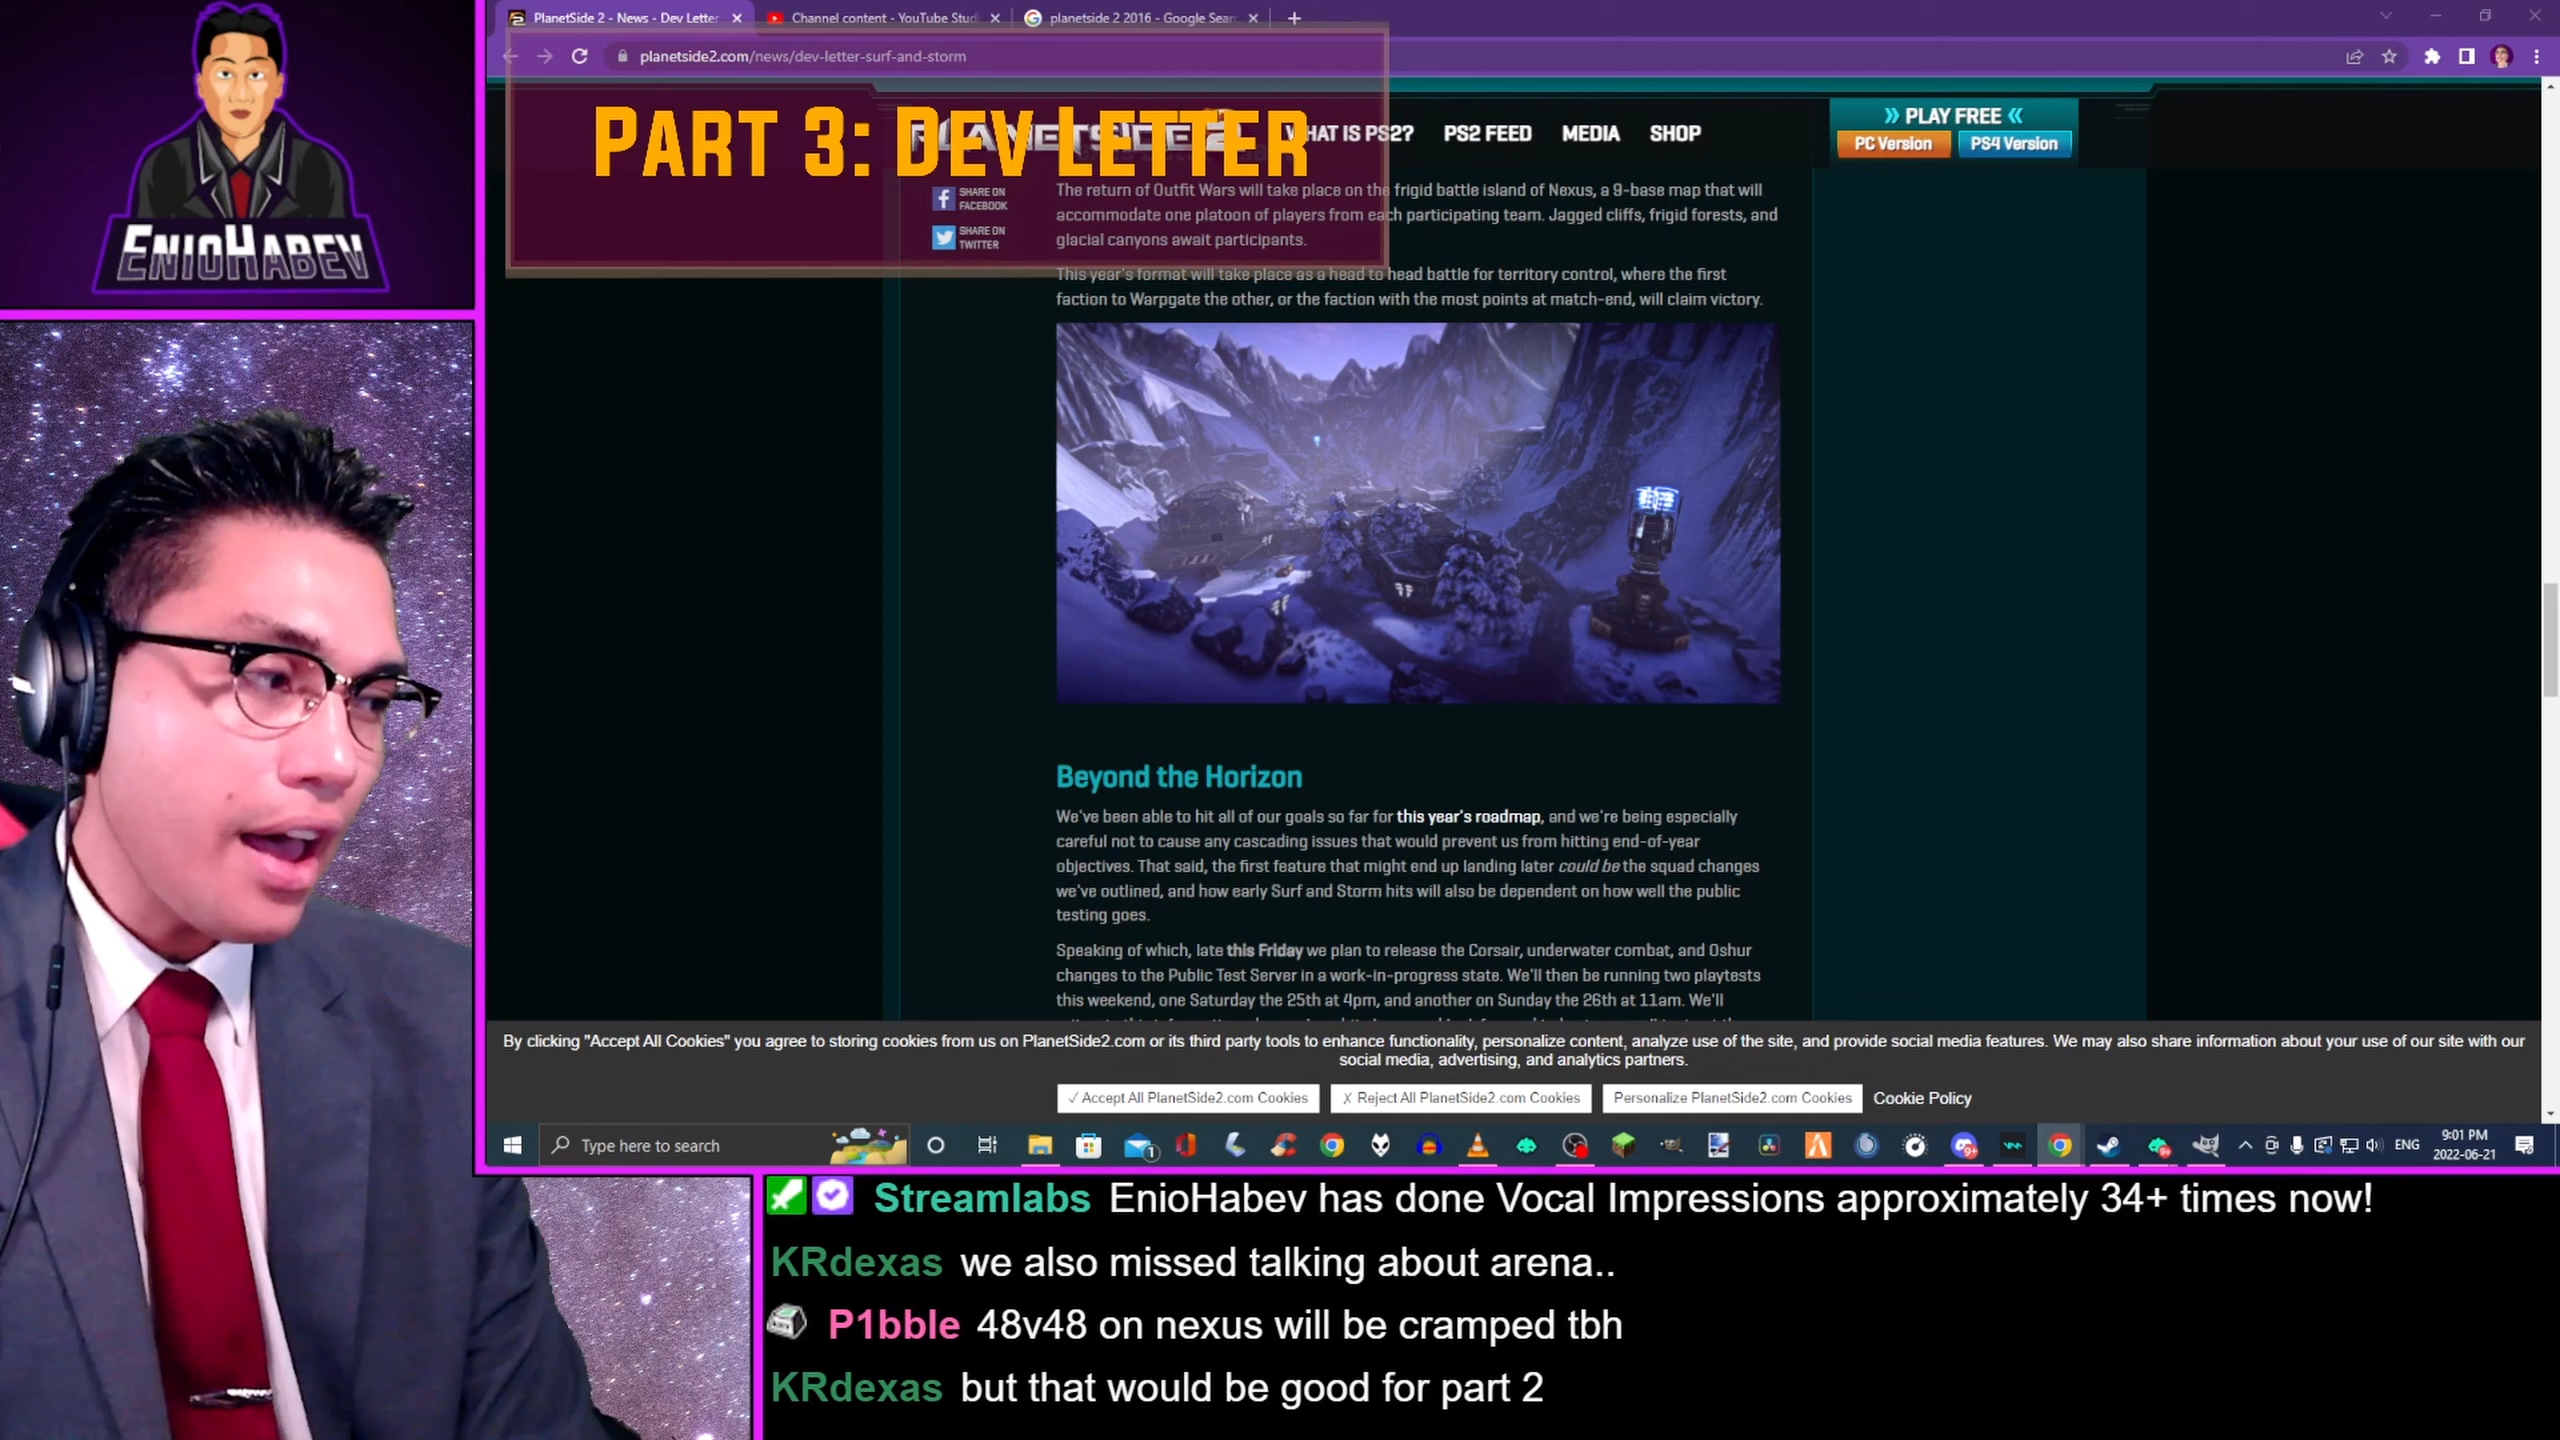 PlanetSide 2 - News - Dev Letter
Channel content - YouTube Stud
planetside 2 2016 - Google Sear
planetside2.com/news/dev-letter-surf-and-storm
Part 3: Dev Letter
WHAT IS PS2?
PS2 FEED
MEDIA
SHOP
PLAY FREE
PC Version
PS4 Version
SHARE ON
FACEBOOK
SHARE ON
TWITTER
The return of Outfit Wars will take place on the frigid battle island of Nexus, a 9-base map that will
accommodate one platoon of players from each participating team. Jagged cliffs, frigid forests, and
glacial canyons await participants.
This year's format will take place as a head to head battle for territory control, where the first
faction to Warpgate the other, or the faction with the most points at match-end, will claim victory.
EnioHabev
Beyond the Horizon
We've been able to hit all of our goals so far for this year's roadmap, and we're being especially
careful not to cause any cascading issues that would prevent us from hitting end-of-year
objectives. That said, the first feature that might end up landing later could be the squad changes
we've outlined, and how early Surf and Storm hits will also be dependent on how well the public
testing goes.
Speaking of which, late this Friday we plan to release the Corsair, underwater combat, and Oshur
changes to the Public Test Server in a work-in-progress state. We'll then be running two playtests
this weekend, one Saturday the 25th at 4pm, and another on Sunday the 26th at 11am. We'll
By clicking "Accept All Cookies" you agree to storing cookies from us on PlanetSide2.com or its third party tools to enhance functionality, personalize content, analyze use of the site, and provide social media features. We may also share information about your use of our site with our
social media, advertising, and analytics partners.
✓ Accept All PlanetSide2.com Cookies
X Reject All PlanetSide2.com Cookies
Personalize PlanetSide2.com Cookies
Cookie Policy
Type here to search
ENG
9:01 PM
2022-06-21
Streamlabs EnioHabev has done Vocal Impressions approximately 34+ times now!
KRdexas we also missed talking about arena..
P1bble 48v48 on nexus will be cramped tbh
KRdexas but that would be good for part 2